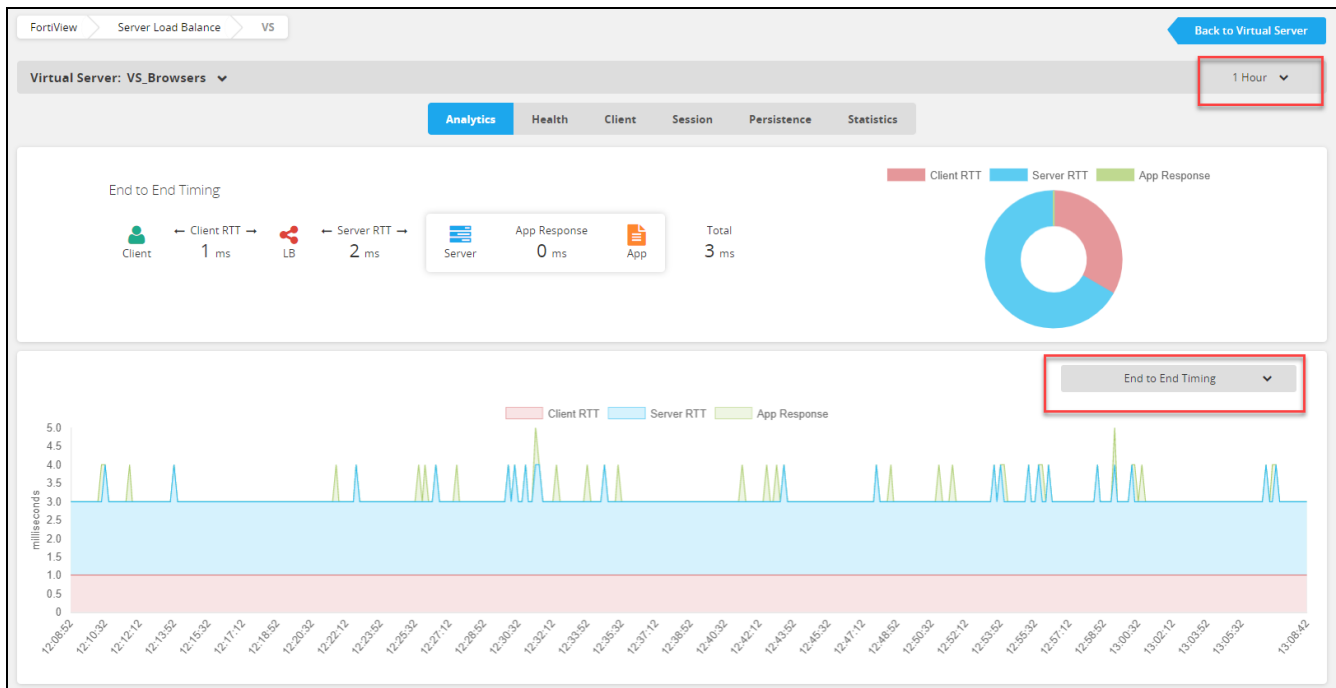 FortiView Server Load Balance VS
Back to Virtual Server
Virtual Server: VS_Browsers
1 Hour
Analytics Health Client Session Persistence Statistics
End to End Timing
Client RTT Server RTT App Response
← Client RTT → ← Server RTT → App Response Total
1 ms 2 ms 0 ms 3 ms
Client LB Server App
End to End Timing
Client RTT Server RTT App Response
milliseconds
5.0
4.5
4.0
3.5
3.0
2.5
2.0
1.5
1.0
0.5
0
12:08:52 12:10:32 12:12:12 12:13:52 12:15:32 12:17:12 12:18:52 12:20:32 12:22:12 12:23:52 12:25:32 12:27:12 12:28:52 12:30:32 12:32:12 12:33:52 12:35:32 12:37:12 12:38:52 12:40:32 12:42:12 12:43:52 12:45:32 12:47:12 12:48:52 12:50:32 12:52:12 12:53:52 12:55:32 12:57:12 12:58:52 13:00:32 13:02:12 13:03:52 13:05:32 13:08:42